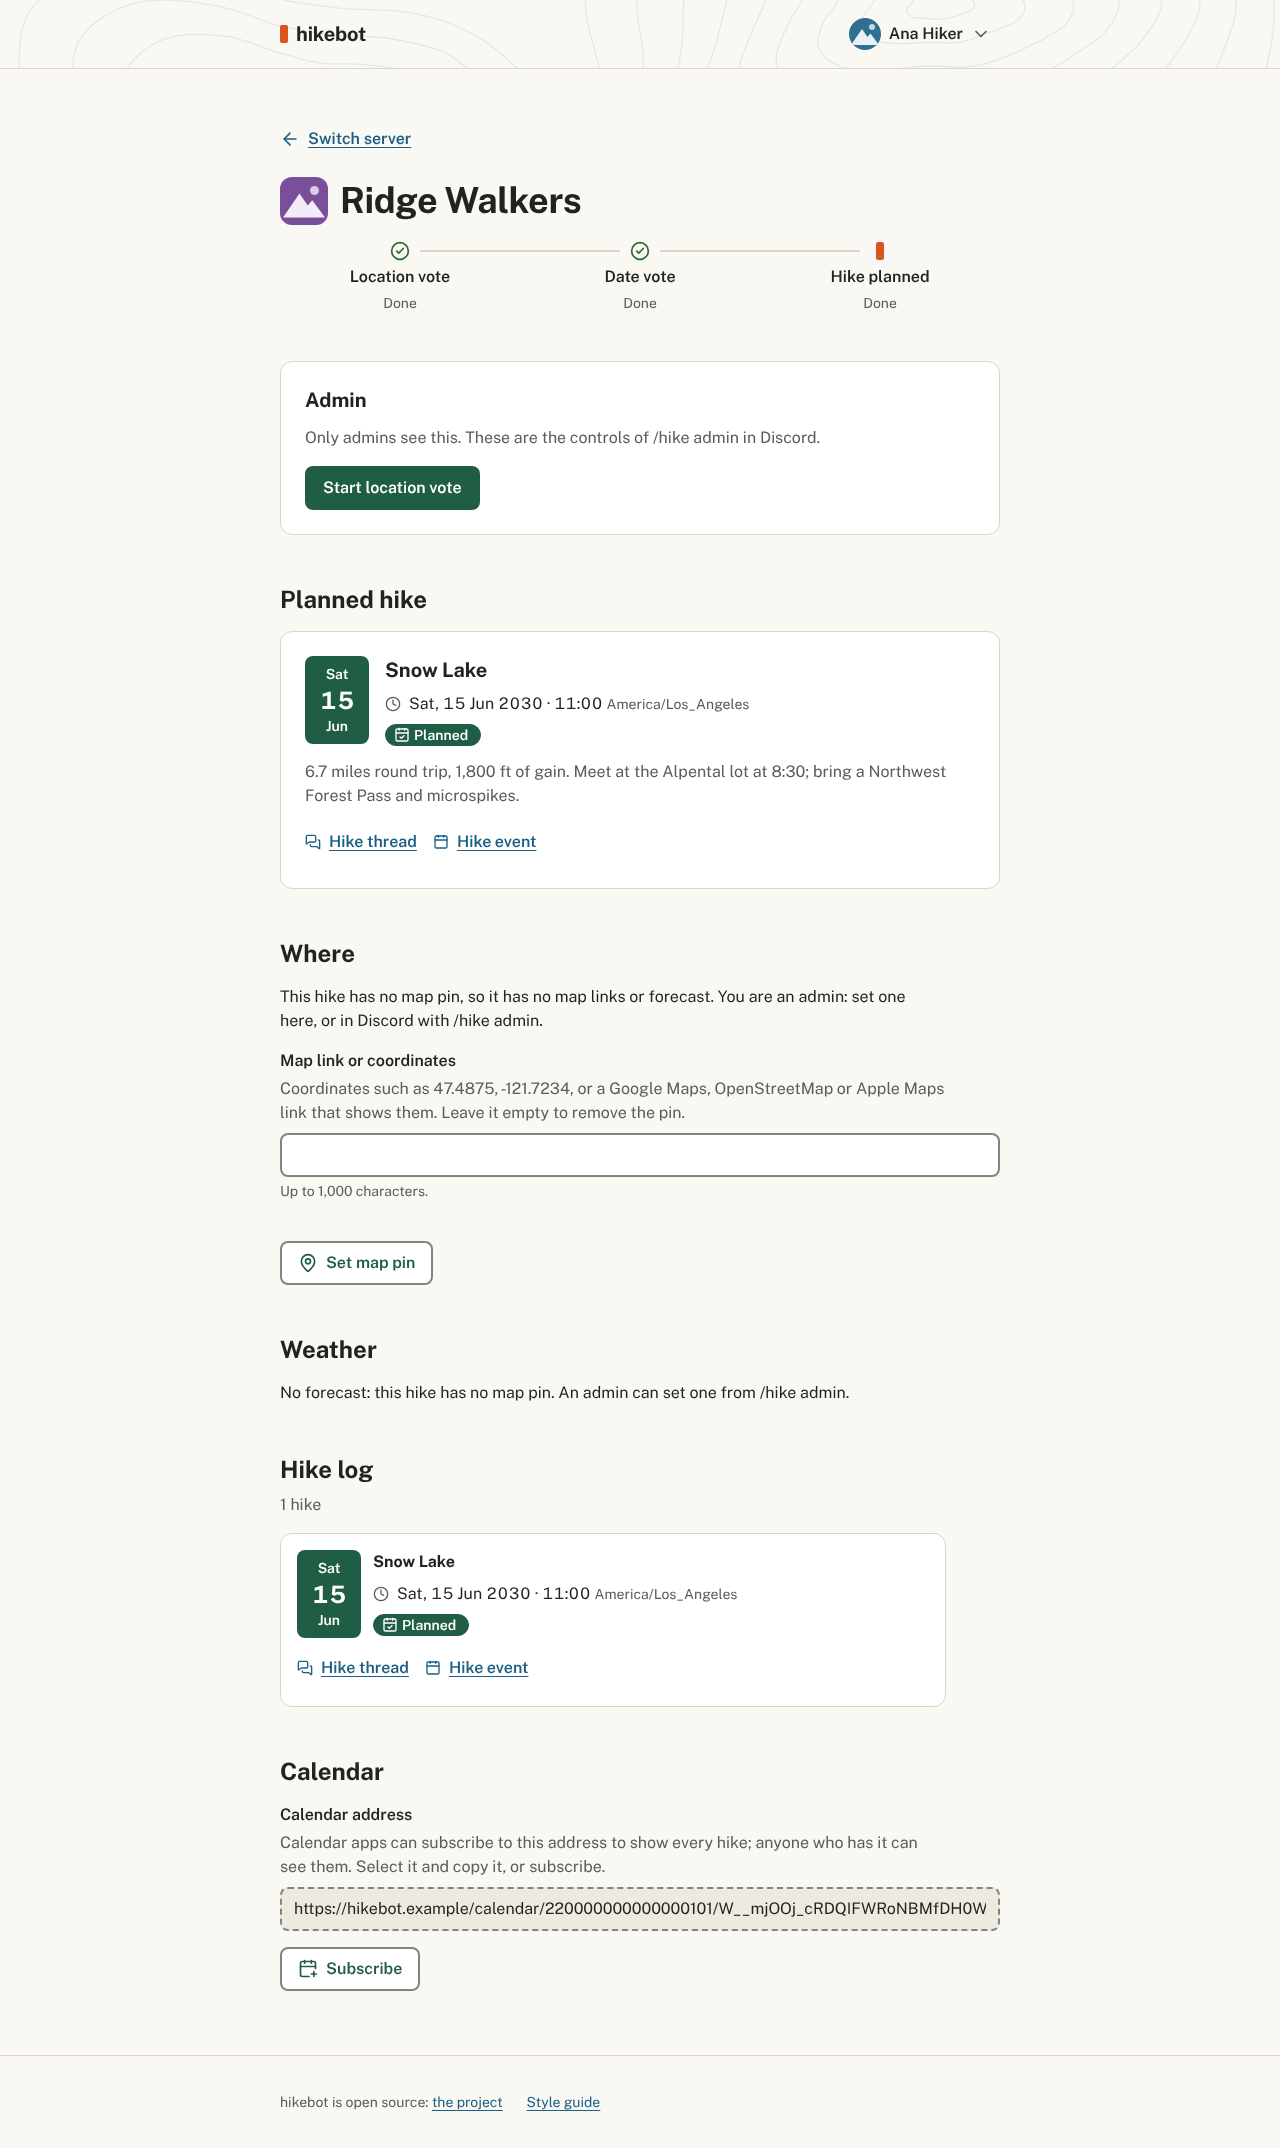 hikebot
Ana Hiker
Switch server
Ridge Walkers
Location vote
Done
Date vote
Done
Hike planned
Done
Admin
Only admins see this. These are the controls of /hike admin in Discord.
Start location vote
Planned hike
Sat
15
Jun
Snow Lake
Sat, 15 Jun 2030 · 11:00 America/Los_Angeles
Planned
6.7 miles round trip, 1,800 ft of gain. Meet at the Alpental lot at 8:30; bring a Northwest
Forest Pass and microspikes.
Hike thread
Hike event
Where
This hike has no map pin, so it has no map links or forecast. You are an admin: set one
here, or in Discord with /hike admin.
Map link or coordinates
Coordinates such as 47.4875, -121.7234, or a Google Maps, OpenStreetMap or Apple Maps
link that shows them. Leave it empty to remove the pin.
Up to 1,000 characters.
Set map pin
Weather
No forecast: this hike has no map pin. An admin can set one from /hike admin.
Hike log
1 hike
Sat
15
Jun
Snow Lake
Sat, 15 Jun 2030 · 11:00 America/Los_Angeles
Planned
Hike thread
Hike event
Calendar
Calendar address
Calendar apps can subscribe to this address to show every hike; anyone who has it can
see them. Select it and copy it, or subscribe.
https://hikebot.example/calendar/220000000000000101/W__mjOOj_cRDQIFWRoNBMfDH0W
Subscribe
hikebot is open source: the project
Style guide